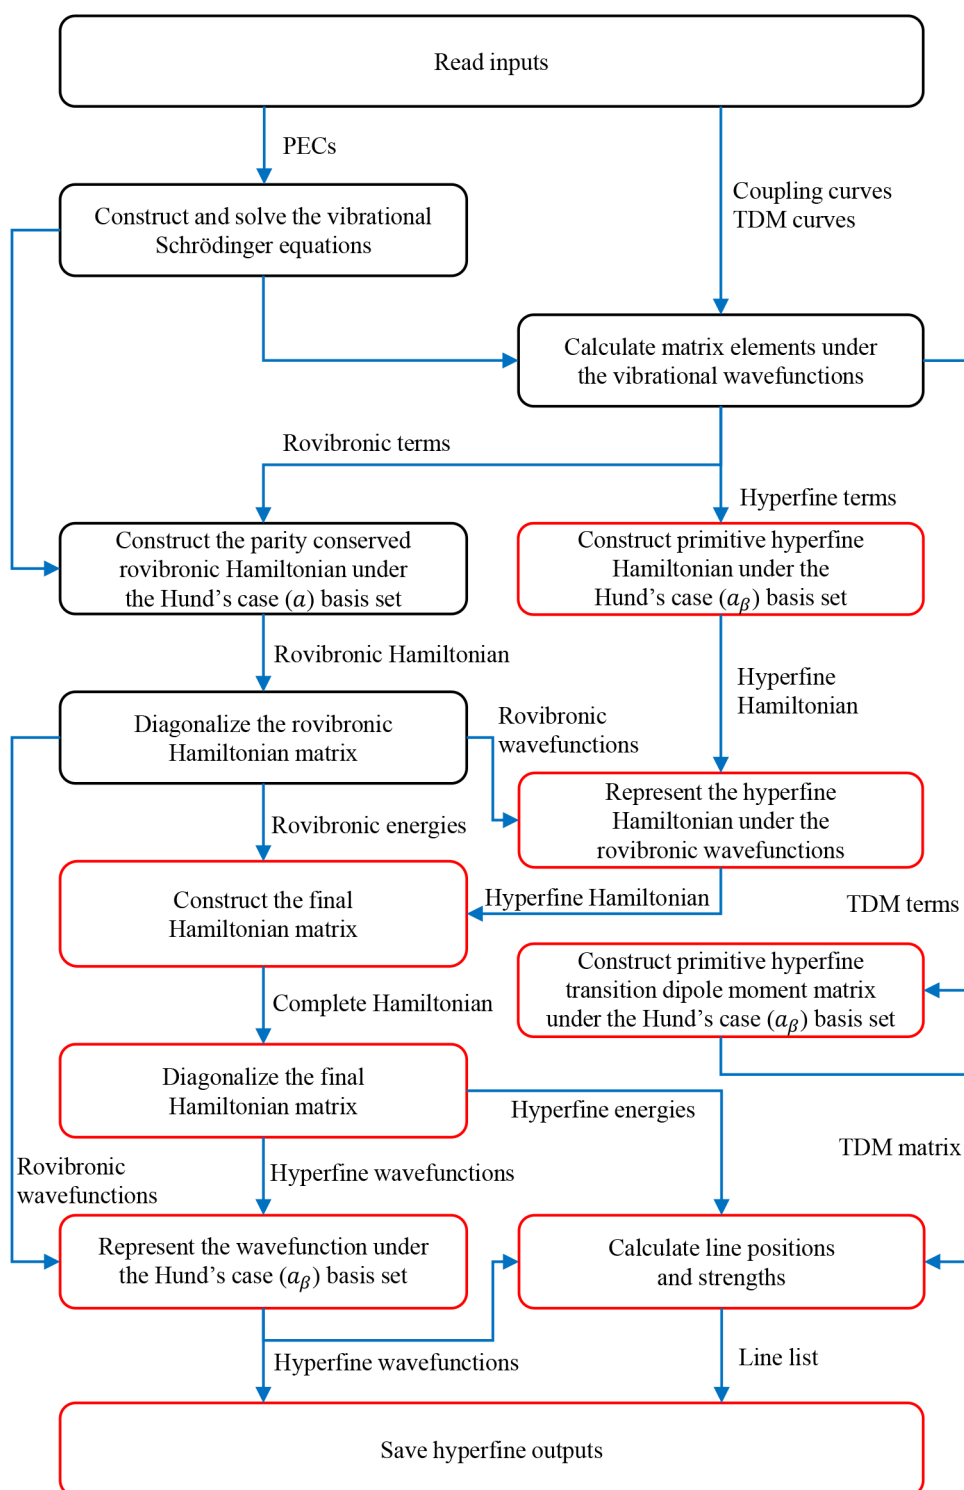 Read inputs
PECs
Coupling curves
TDM curves
Construct and solve the vibrational
Schrödinger equations
Calculate matrix elements under
the vibrational wavefunctions
Rovibronic terms
Hyperfine terms
Construct the parity conserved
rovibronic Hamiltonian under
the Hund's case (a) basis set
Construct primitive hyperfine
Hamiltonian under the
Hund's case (aᵦ) basis set
Rovibronic Hamiltonian
Hyperfine
Hamiltonian
Diagonalize the rovibronic
Hamiltonian matrix
Rovibronic
wavefunctions
Represent the hyperfine
Hamiltonian under the
rovibronic wavefunctions
Rovibronic energies
Construct the final
Hamiltonian matrix
Hyperfine Hamiltonian
TDM terms
Construct primitive hyperfine
transition dipole moment matrix
under the Hund's case (aᵦ) basis set
Complete Hamiltonian
Diagonalize the final
Hamiltonian matrix
Hyperfine energies
TDM matrix
Rovibronic
wavefunctions
Hyperfine wavefunctions
Represent the wavefunction under
the Hund's case (aᵦ) basis set
Calculate line positions
and strengths
Hyperfine wavefunctions
Line list
Save hyperfine outputs